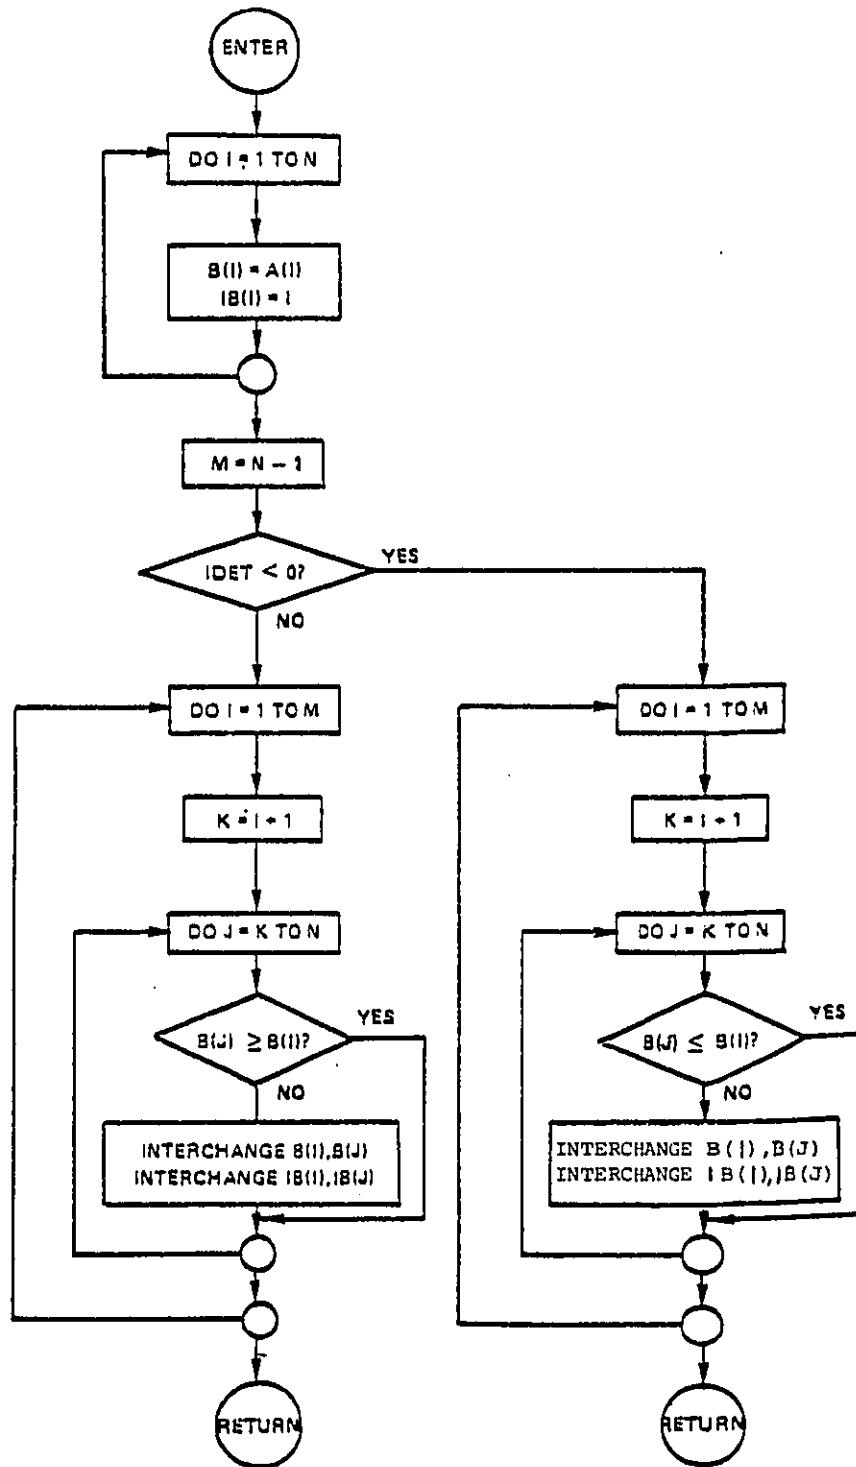 ENTER
DO I = 1 TO N
B(I) = A(I)
IB(I) = I
M = N - 1
IDET < 0?
YES
NO
DO I = 1 TO M
K = I + 1
DO J = K TO N
B(J) ≥ B(I)?
YES
NO
INTERCHANGE B(I),B(J)
INTERCHANGE IB(I),IB(J)
RETURN
DO I = 1 TO M
K = I + 1
DO J = K TO N
B(J) ≤ B(I)?
YES
NO
INTERCHANGE B(I),B(J)
INTERCHANGE IB(I),IB(J)
RETURN